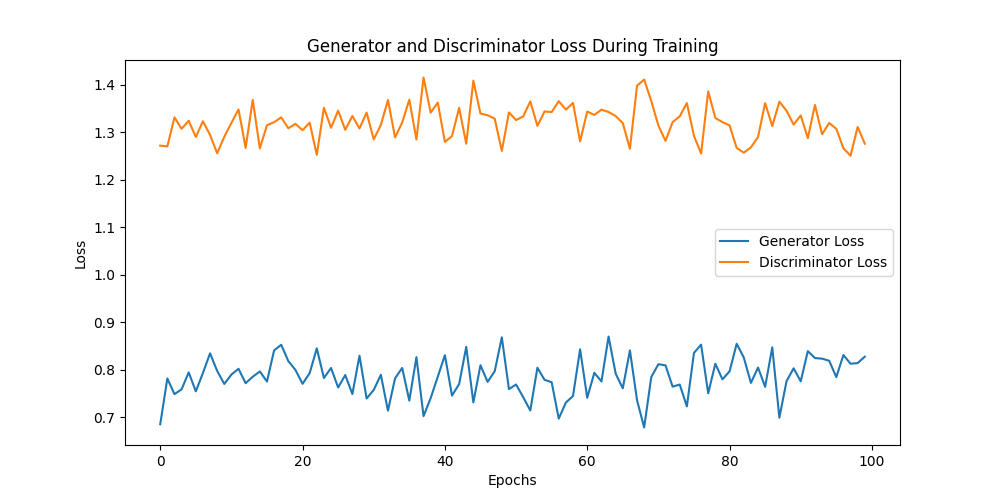 Generator and Discriminator Loss During Training
1.4
1.3
1.2
1.1
1.0
0.9
0.8
0.7
Loss
Generator Loss
Discriminator Loss
0 20 40 60 80 100
Epochs